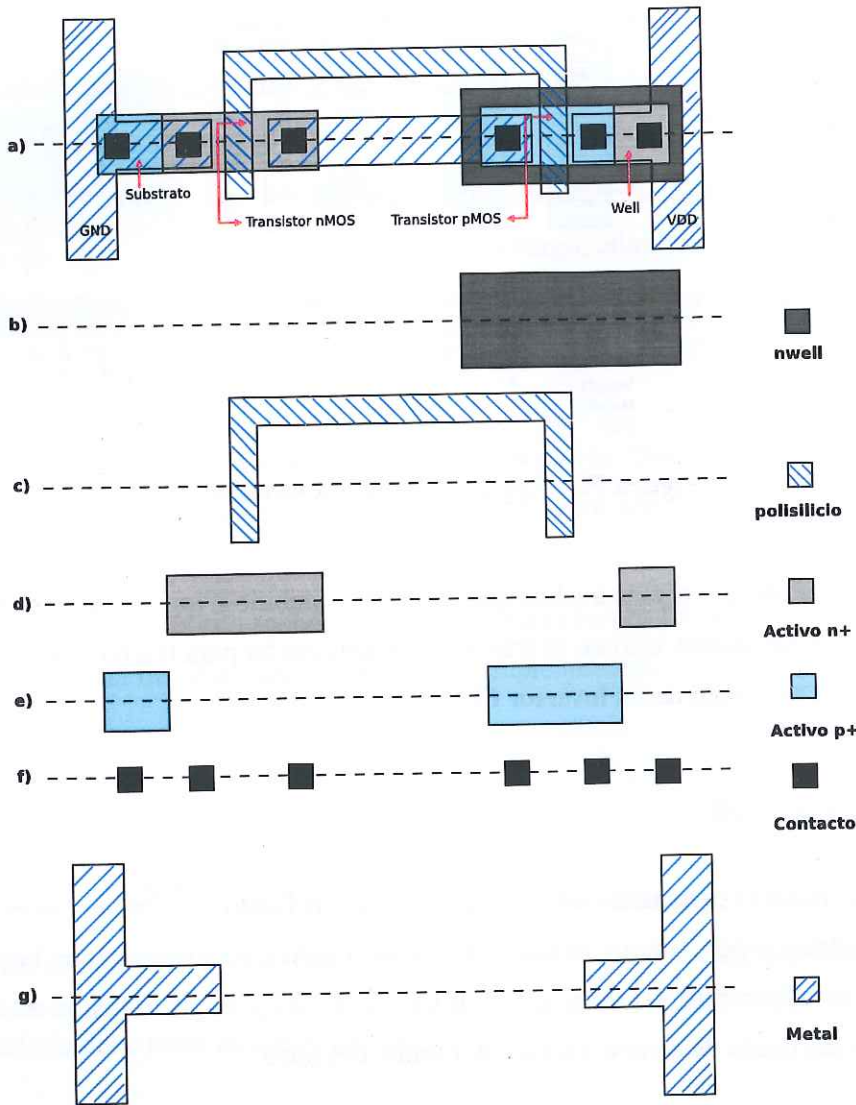 a)
Substrato
GND
Transistor nMOS
Transistor pMOS
Well
VDD
b)
nwell
c)
polisilicio
d)
Activo n+
e)
Activo p+
f)
Contacto
g)
Metal